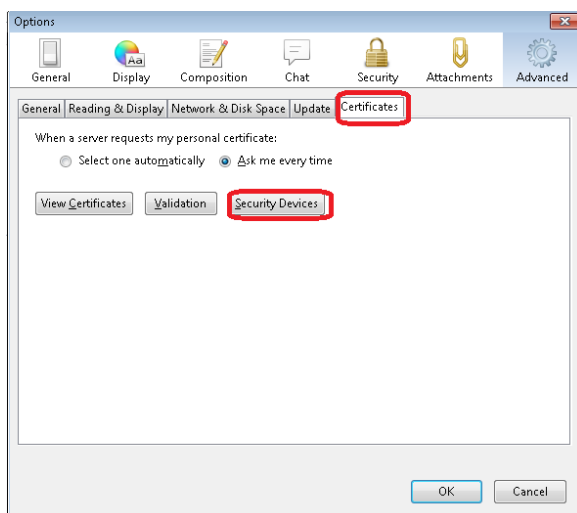 Options
Aa
General Display Composition Chat Security Attachments Advanced
General Reading & Display Network & Disk Space Update Certificates
When a server requests my personal certificate:
Select one automatically Ask me every time
View Certificates Validation Security Devices
OK Cancel